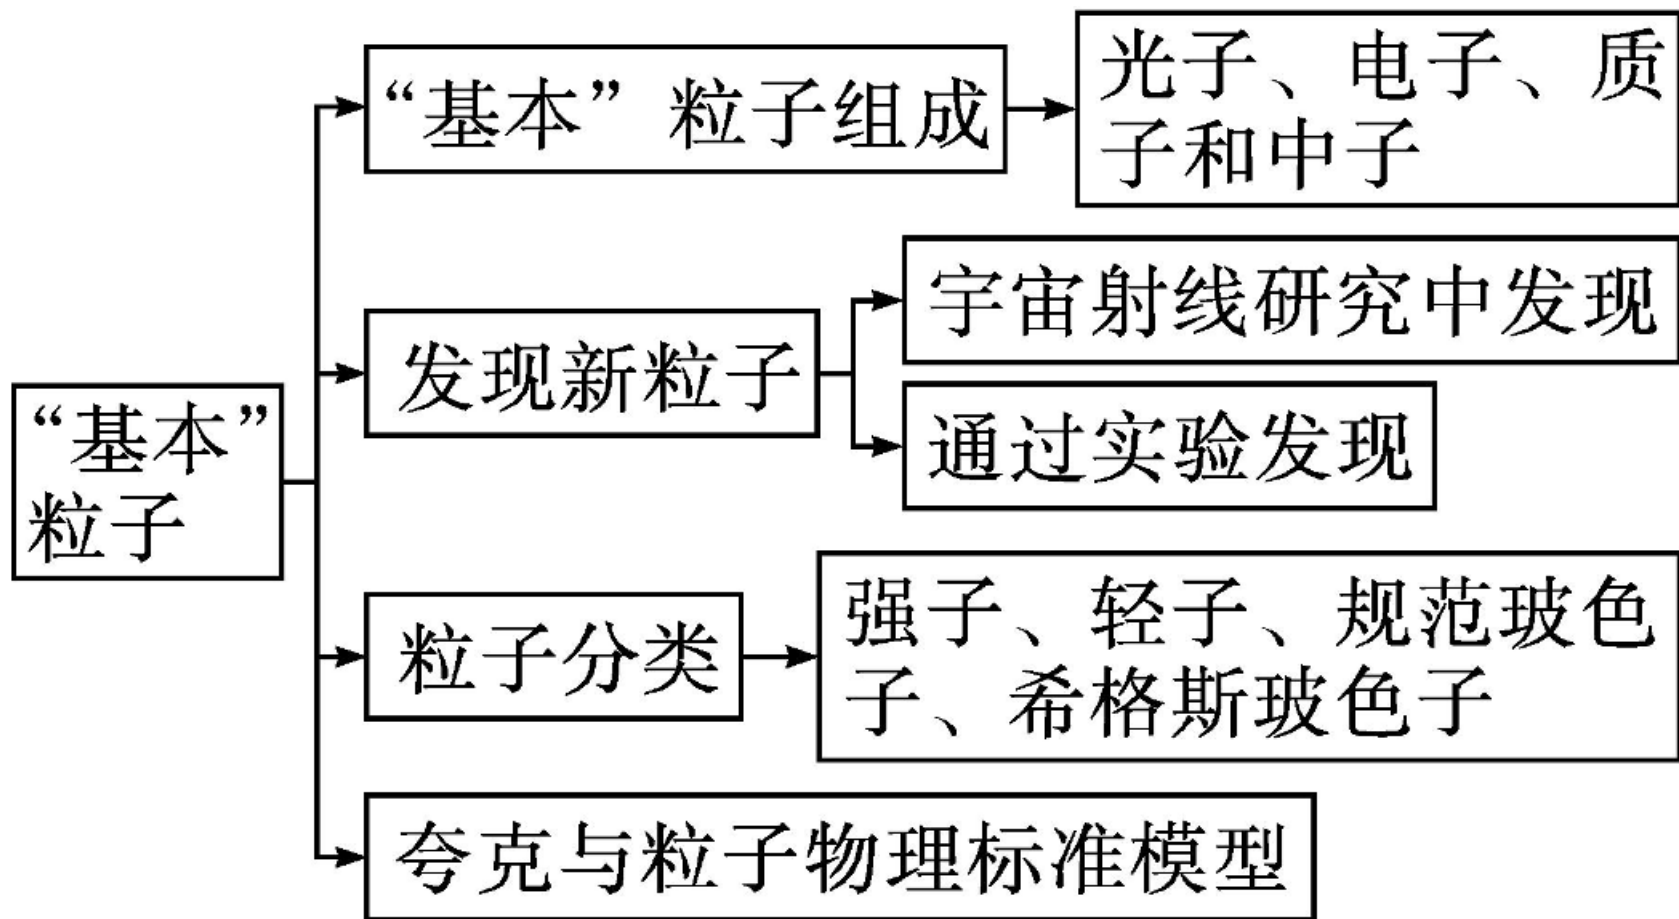 “基本”
粒子
“基本”粒子组成
光子、电子、质
子和中子
发现新粒子
宇宙射线研究中发现
通过实验发现
粒子分类
强子、轻子、规范玻色
子、希格斯玻色子
夸克与粒子物理标准模型